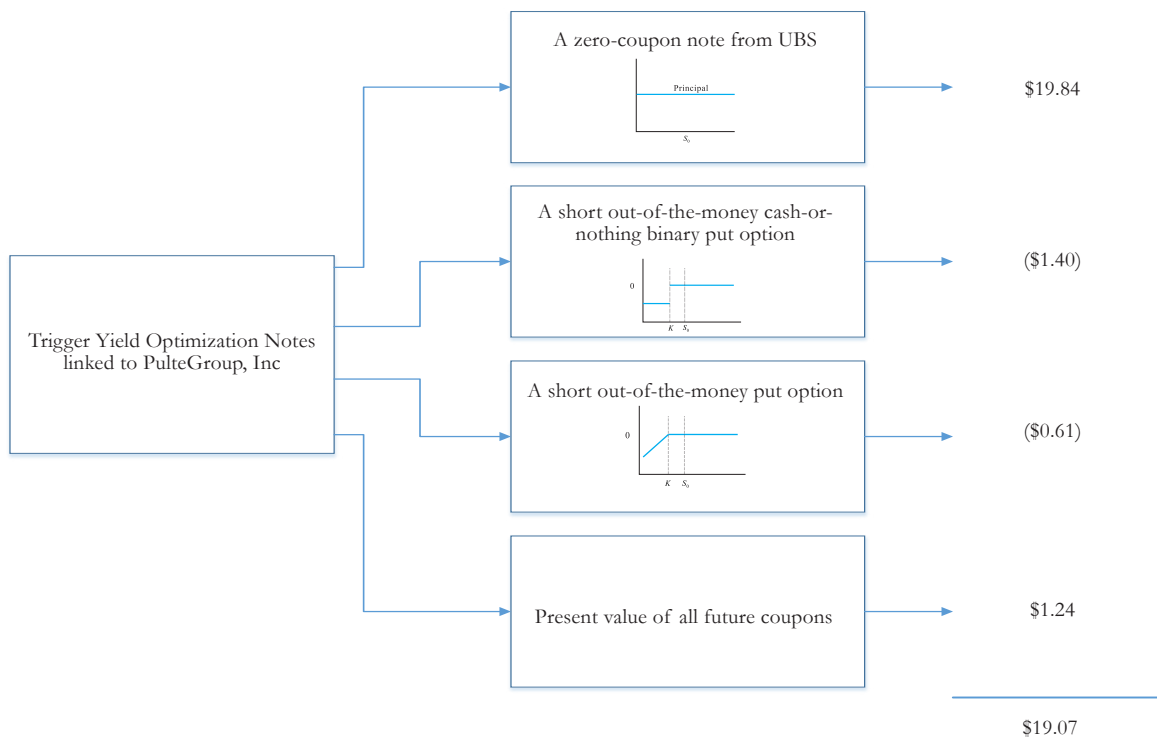 Trigger Yield Optimization Notes
linked to PulteGroup, Inc
A zero-coupon note from UBS
Principal
S0
$19.84
A short out-of-the-money cash-or-
nothing binary put option
0
K S0
($1.40)
A short out-of-the-money put option
0
K S0
($0.61)
Present value of all future coupons
$1.24
$19.07